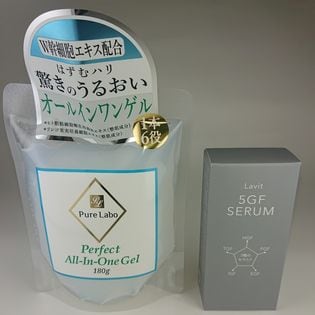 W幹細胞エキス配合
はずむハリ
驚きのうるおい
オールインワンゲル
1本
6役
Pure Labo
Perfect
All-In-One Gel
180g
Lavit
5GF
SERUM
HGF